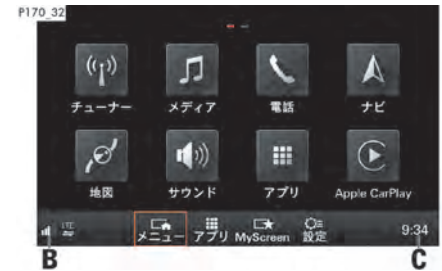 P170_32
チューナー メディア 電話 ナビ
地図 サウンド アプリ Apple CarPlay
LTE メニュー アプリ MyScreen 設定 9:34
B C